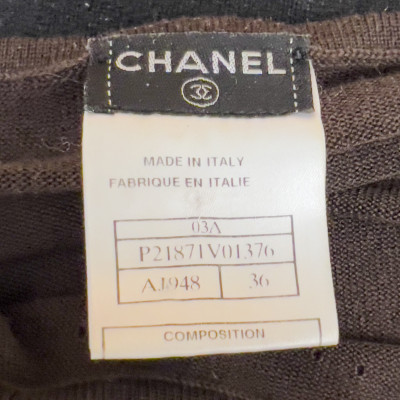 CHANEL
MADE IN ITALY
FABRIQUE EN ITALIE
03A
P21871V01376
AJ948 36
COMPOSITION